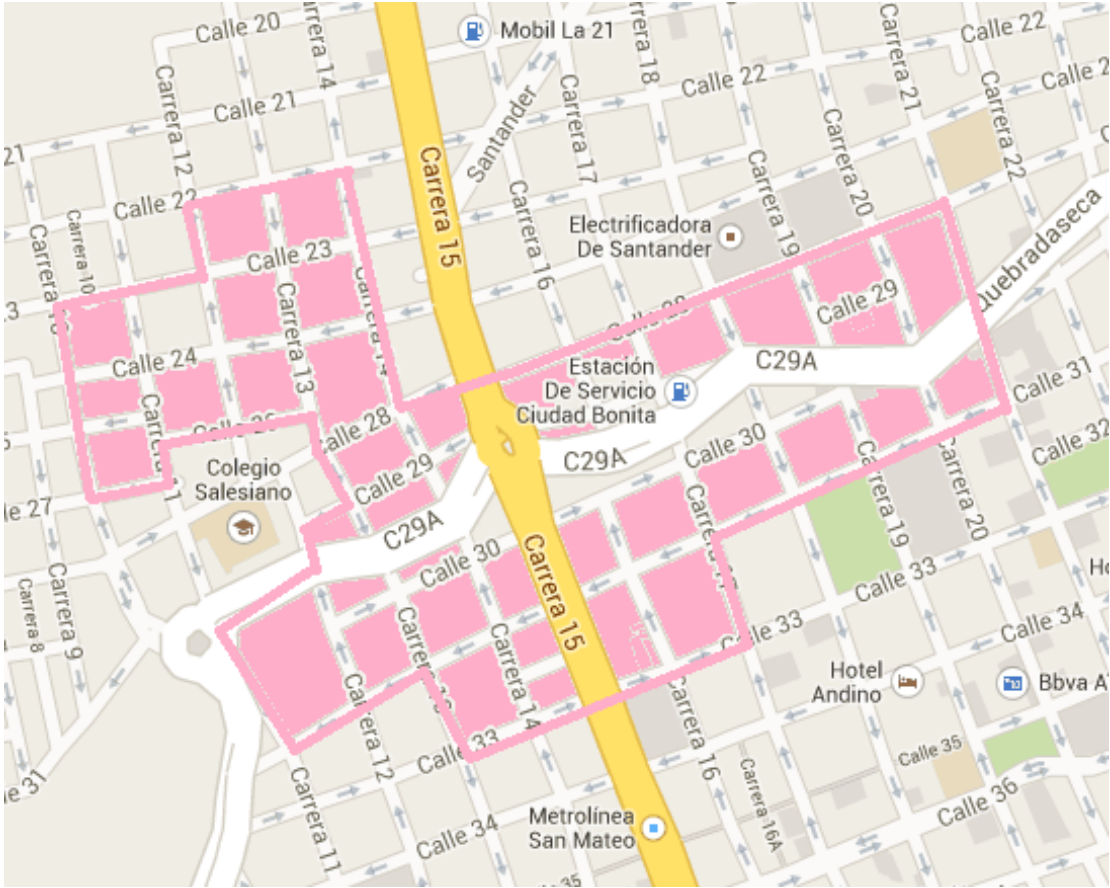 Calle 20
Mobil La 21
Calle 22
Carrera 14
Carrera 18
Calle 22
Carrera 12
Calle 21
Santander
Carrera 21
Carrera 17
Carrera 22
21
Carrera 15
Carrera 20
Calle 22
Carrera 16
Carrera 19
Carrera 10
Electrificadora
De Santander
Quebradaseca
Calle 23
Calle 29
Calle 24
Carrera 13
Estación
De Servicio
Ciudad Bonita
C29A
Calle 31
Calle 28
Calle 30
Calle 32
Colegio
Salesiano
Calle 29
C29A
lle 27
C29A
Carrera 19
Carrera 20
Calle 30
Carrera 15
Calle 33
Carrera 9
Carrera 8
Calle 34
Carrera 14
Hotel
Andino
Bbva A
Carrera 12
Calle 33
Carrera 16
Calle 35
Calle 36
Carrera 11
Metrolínea
San Mateo
Carrera 16A
Calle 34